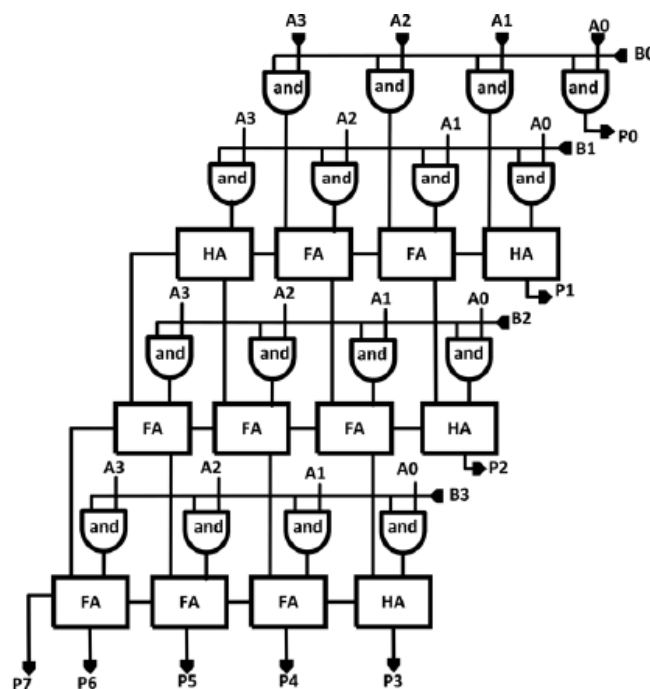 A3 A2 A1 A0
B0
and and and and
P0
A3 A2 A1 A0
B1
and and and and
HA FA FA HA
P1
A3 A2 A1 A0
B2
and and and and
FA FA FA HA
P2
A3 A2 A1 A0
B3
and and and and
FA FA FA HA
P7 P6 P5 P4 P3